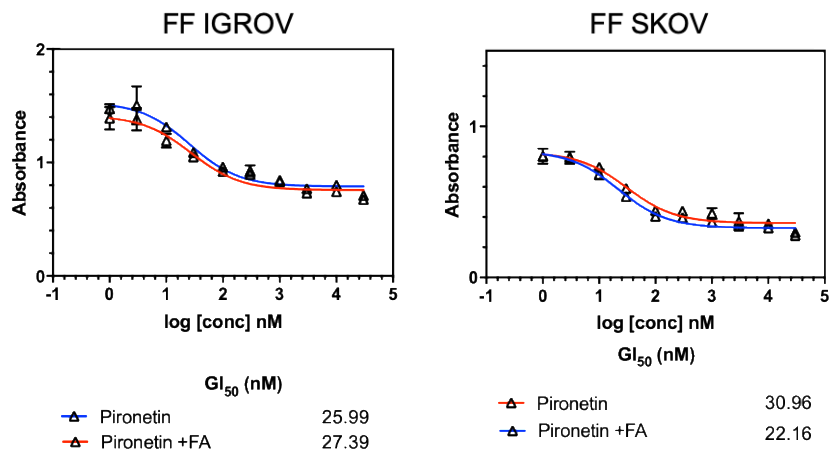 FF IGROV
2
1
0
Absorbance
-1 0 1 2 3 4 5
log [conc] nM
GI50 (nM)
Pironetin 25.99
Pironetin +FA 27.39
FF SKOV
1
0
Absorbance
-1 0 1 2 3 4 5
log [conc] nM
GI50 (nM)
Pironetin 30.96
Pironetin +FA 22.16